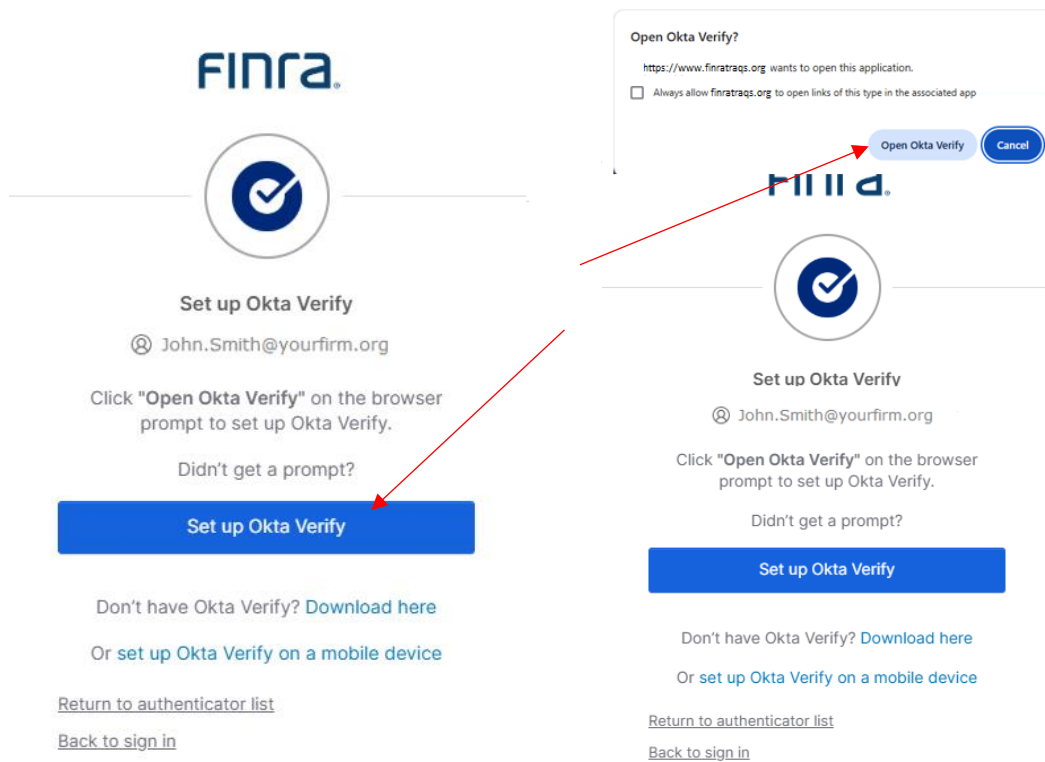 FINra.
Set up Okta Verify
John.Smith@yourfirm.org
Click "Open Okta Verify" on the browser
prompt to set up Okta Verify.
Didn't get a prompt?
Set up Okta Verify
Don't have Okta Verify? Download here
Or set up Okta Verify on a mobile device
Return to authenticator list
Back to sign in
Open Okta Verify?
https://www.finratraqs.org wants to open this application.
Always allow finratraqs.org to open links of this type in the associated app
Open Okta Verify Cancel
Finra.
Set up Okta Verify
John.Smith@yourfirm.org
Click "Open Okta Verify" on the browser
prompt to set up Okta Verify.
Didn't get a prompt?
Set up Okta Verify
Don't have Okta Verify? Download here
Or set up Okta Verify on a mobile device
Return to authenticator list
Back to sign in